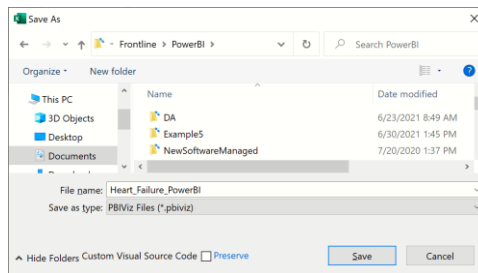 Save As
Frontline > PowerBI >
Search PowerBI
Organize
New folder
This PC
3D Objects
Desktop
Documents
Name
Date modified
DA
6/23/2021 8:49 AM
Example5
6/30/2021 1:45 PM
NewSoftwareManaged
7/20/2020 1:37 PM
File name: Heart_Failure_PowerBI
Save as type: PBIViz Files (*.pbiviz)
Hide Folders Custom Visual Source Code Preserve
Save
Cancel